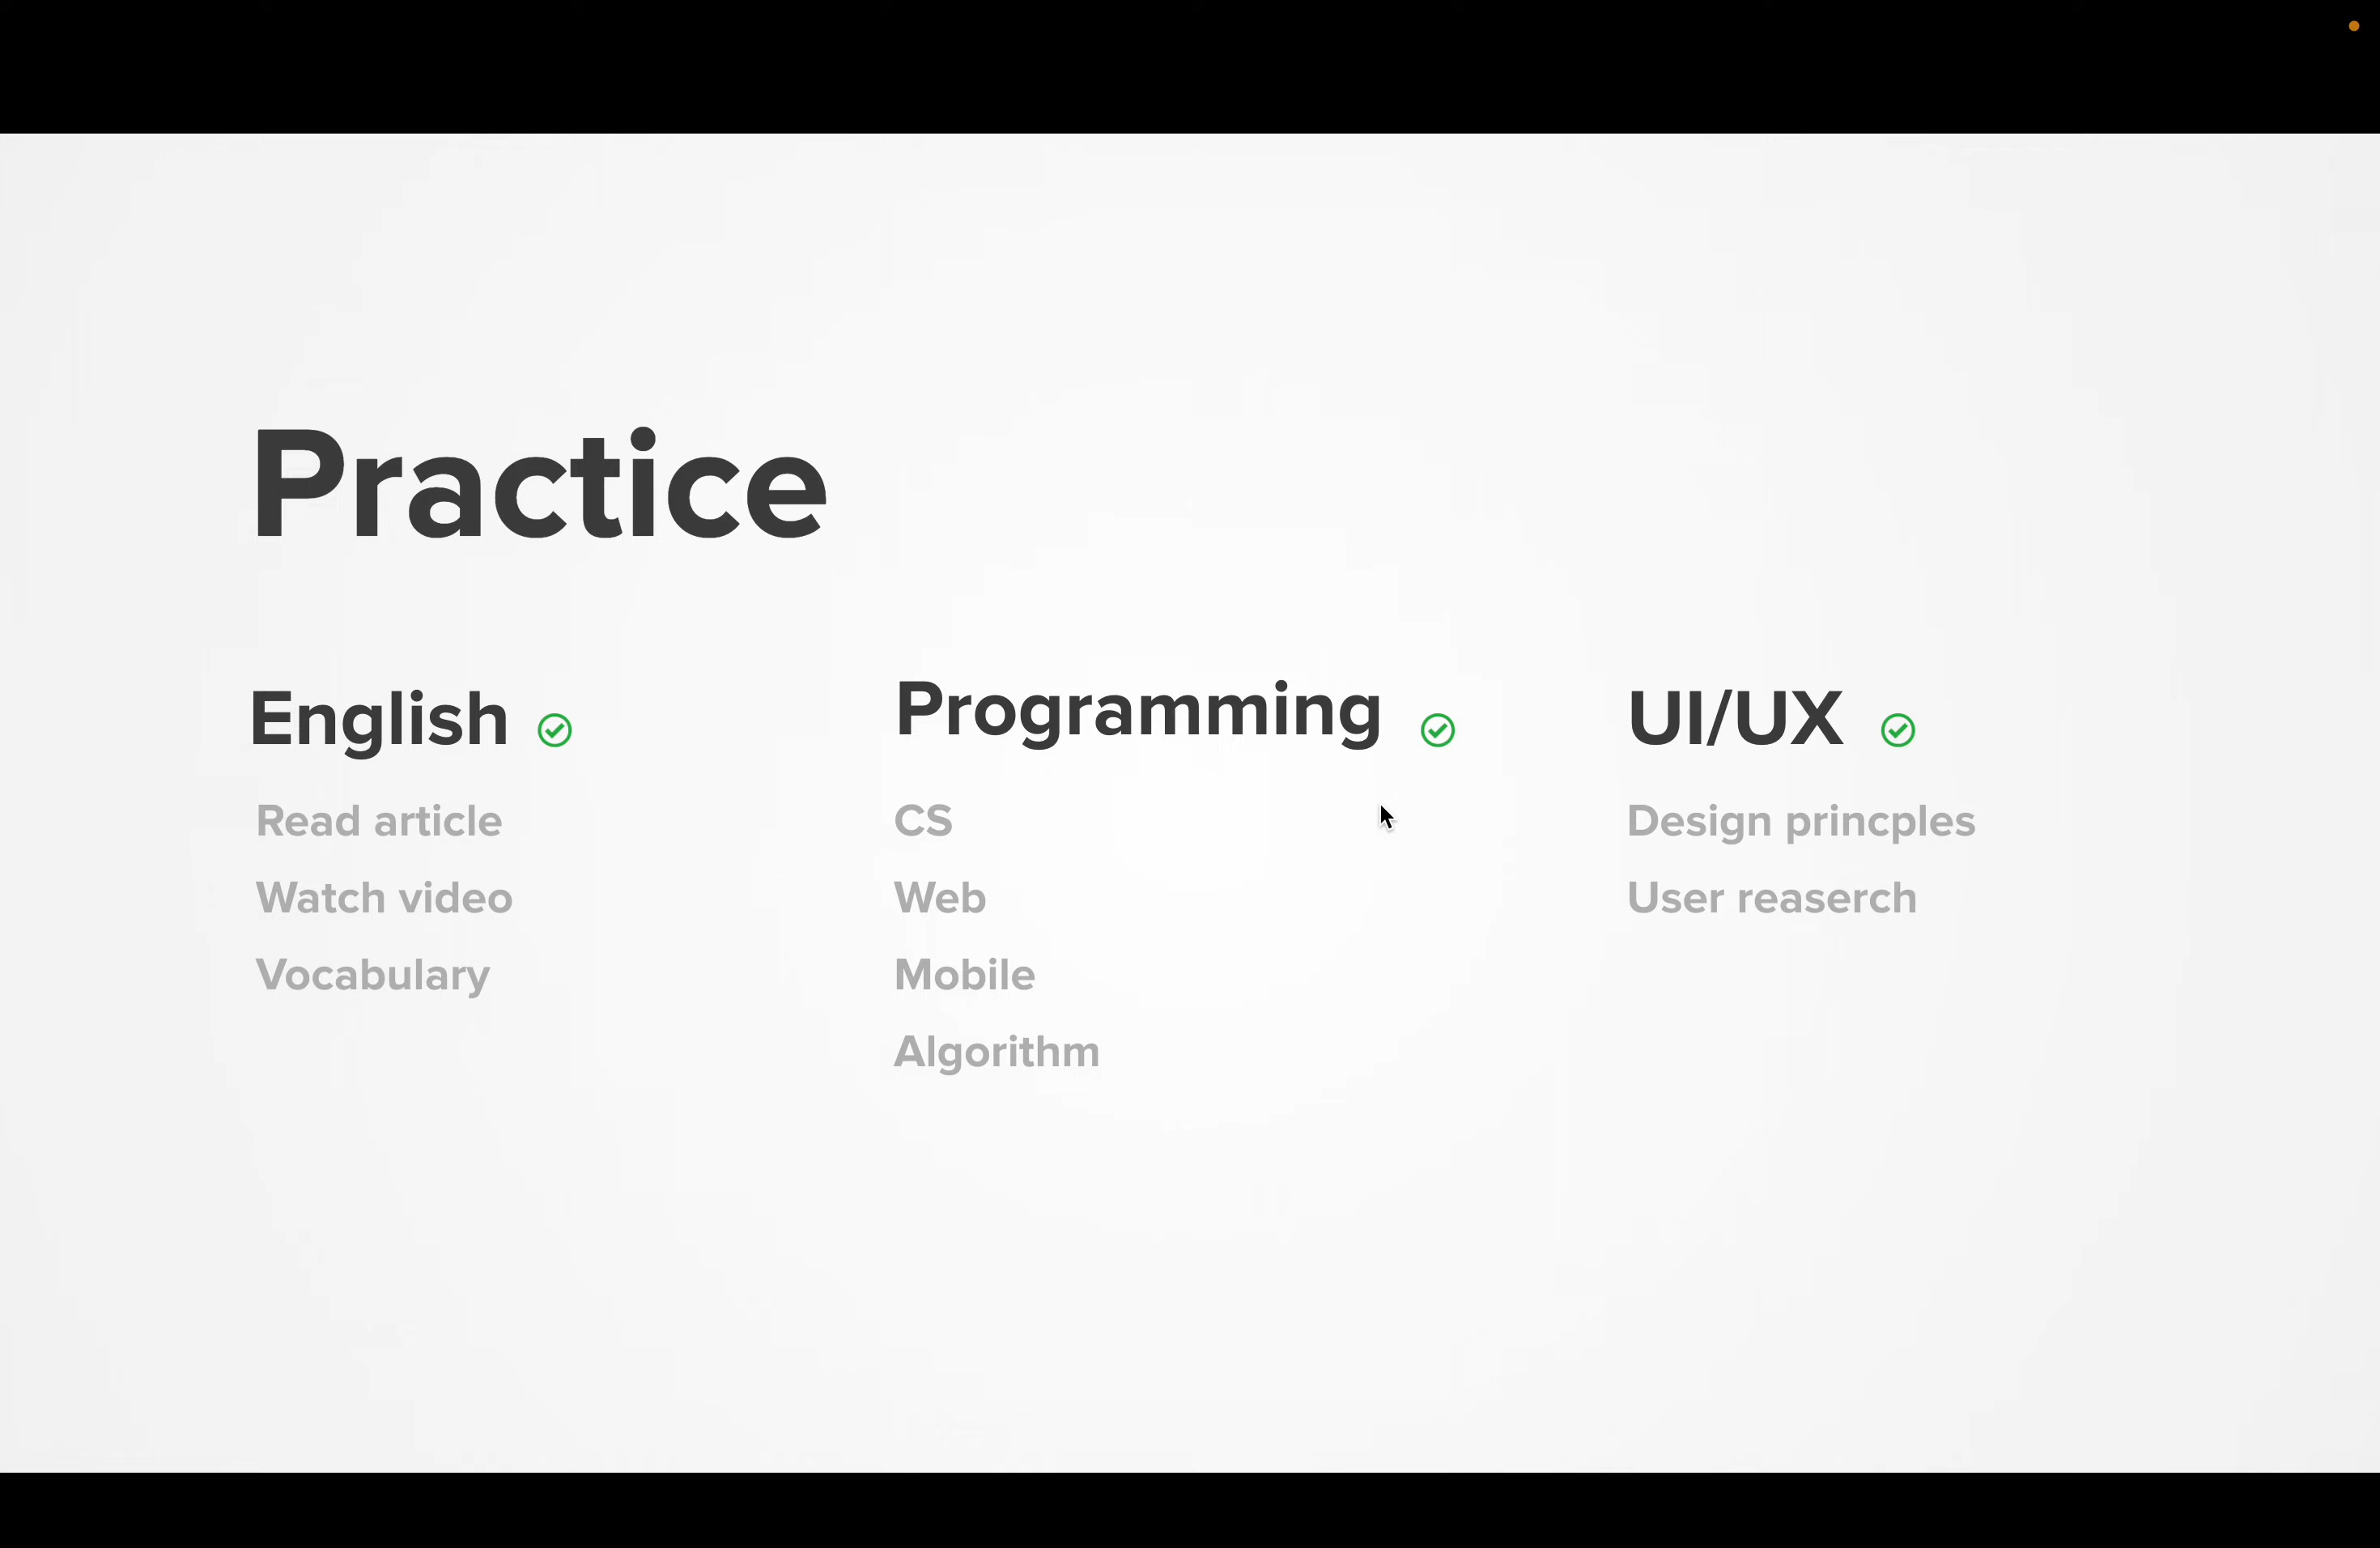 Practice
English
Read article
Watch video
Vocabulary
Programming
CS
Web
Mobile
Algorithm
UI/UX
Design princples
User reaserch